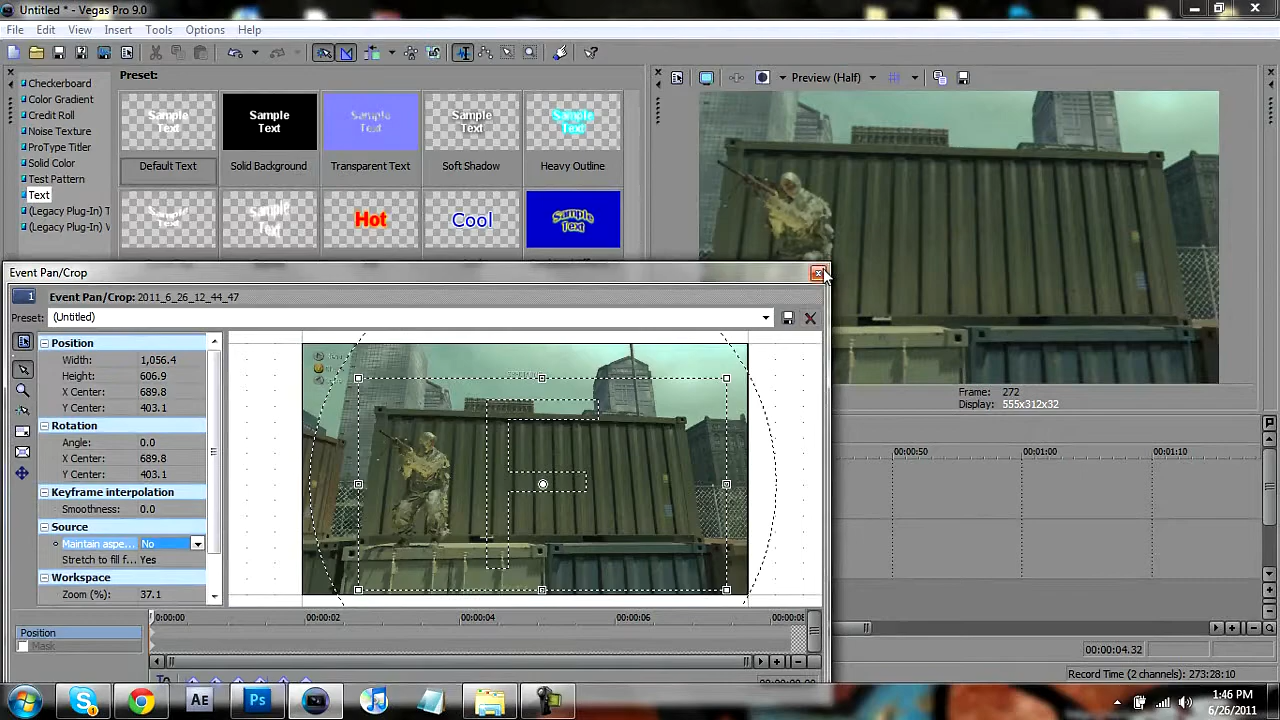 Untitled * - Vegas Pro 9.0
File Edit View Insert Tools Options Help
Preset:
Checkerboard
Color Gradient
Credit Roll
Noise Texture
ProType Titler
Solid Color
Test Pattern
Text
(Legacy Plug-In) T
(Legacy Plug-In)
Sample Text
Default Text
Sample Text
Solid Background
Sample Text
Transparent Text
Sample Text
Soft Shadow
Sample Text
Heavy Outline
Sample Text
Sample Text
Hot
Cool
Sample Text
Preview (Half)
Frame: 272
Display: 555x312x32
Event Pan/Crop
1
Event Pan/Crop: 2011_6_26_12_44_47
Preset: (Untitled)
Position
Width: 1,056.4
Height: 606.9
X Center: 689.8
Y Center: 403.1
Rotation
Angle: 0.0
X Center: 689.8
Y Center: 403.1
Keyframe interpolation
Smoothness: 0.0
Source
Maintain aspe... No
Stretch to fill f... Yes
Workspace
Zoom (%): 37.1
Position
Mask
0:00:00 00:00:02 00:00:04 00:00:06 00:00:08
00:00:50 00:01:00 00:01:10
00:00:04.32
Record Time (2 channels): 273:28:10
Ae
Ps
1:46 PM
6/26/2011